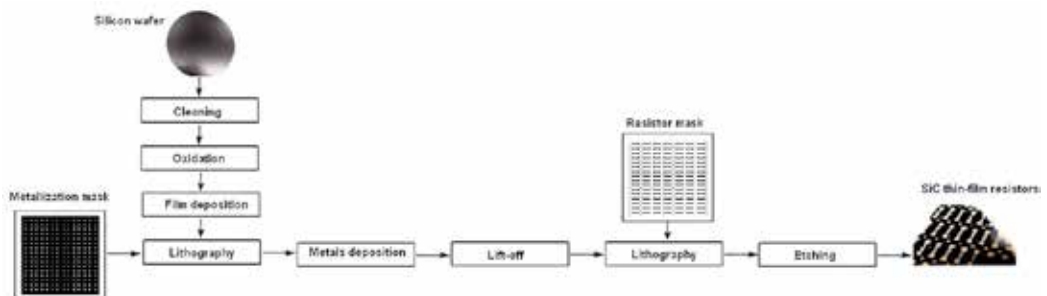 Silicon wafer
Cleaning
Oxidation
Film deposition
Metallization mask
Lithography
Metals deposition
Lift-off
Resistor mask
Lithography
Etching
SiC thin-film resistors